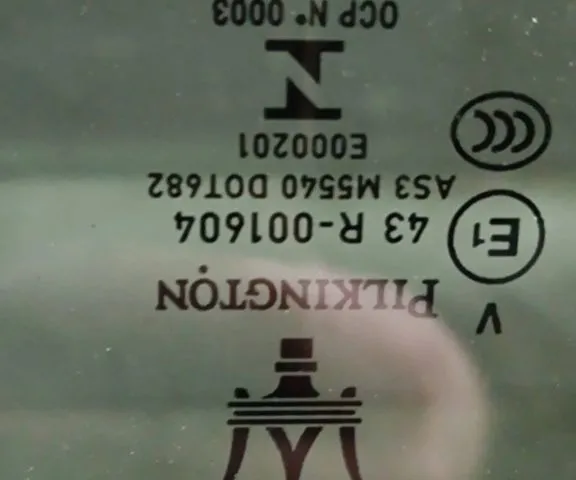 V
PILKINGTON
E1 43 R-001604
AS3 M5540 DOT682
CCC E000201
N
OCP N° 0003